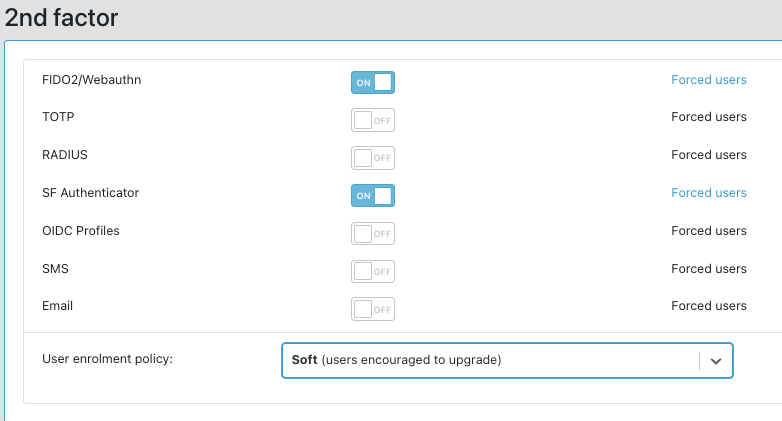 2nd factor
FIDO2/Webauthn ON Forced users
TOTP OFF Forced users
RADIUS OFF Forced users
SF Authenticator ON Forced users
OIDC Profiles OFF Forced users
SMS OFF Forced users
Email OFF Forced users
User enrolment policy: Soft (users encouraged to upgrade)